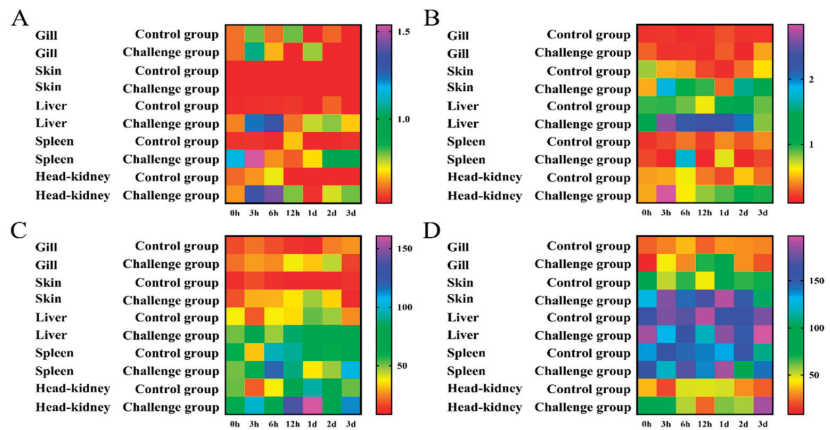 A
Gill Control group
Gill Challenge group
Skin Control group
Skin Challenge group
Liver Control group
Liver Challenge group
Spleen Control group
Spleen Challenge group
Head-kidney Control group
Head-kidney Challenge group
0h 3h 6h 12h 1d 2d 3d
1.5
1.0
B
Gill Control group
Gill Challenge group
Skin Control group
Skin Challenge group
Liver Control group
Liver Challenge group
Spleen Control group
Spleen Challenge group
Head-kidney Control group
Head-kidney Challenge group
0h 3h 6h 12h 1d 2d 3d
2
1
C
Gill Control group
Gill Challenge group
Skin Control group
Skin Challenge group
Liver Control group
Liver Challenge group
Spleen Control group
Spleen Challenge group
Head-kidney Control group
Head-kidney Challenge group
0h 3h 6h 12h 1d 2d 3d
150
100
50
D
Gill Control group
Gill Challenge group
Skin Control group
Skin Challenge group
Liver Control group
Liver Challenge group
Spleen Control group
Spleen Challenge group
Head-kidney Control group
Head-kidney Challenge group
0h 3h 6h 12h 1d 2d 3d
150
100
50